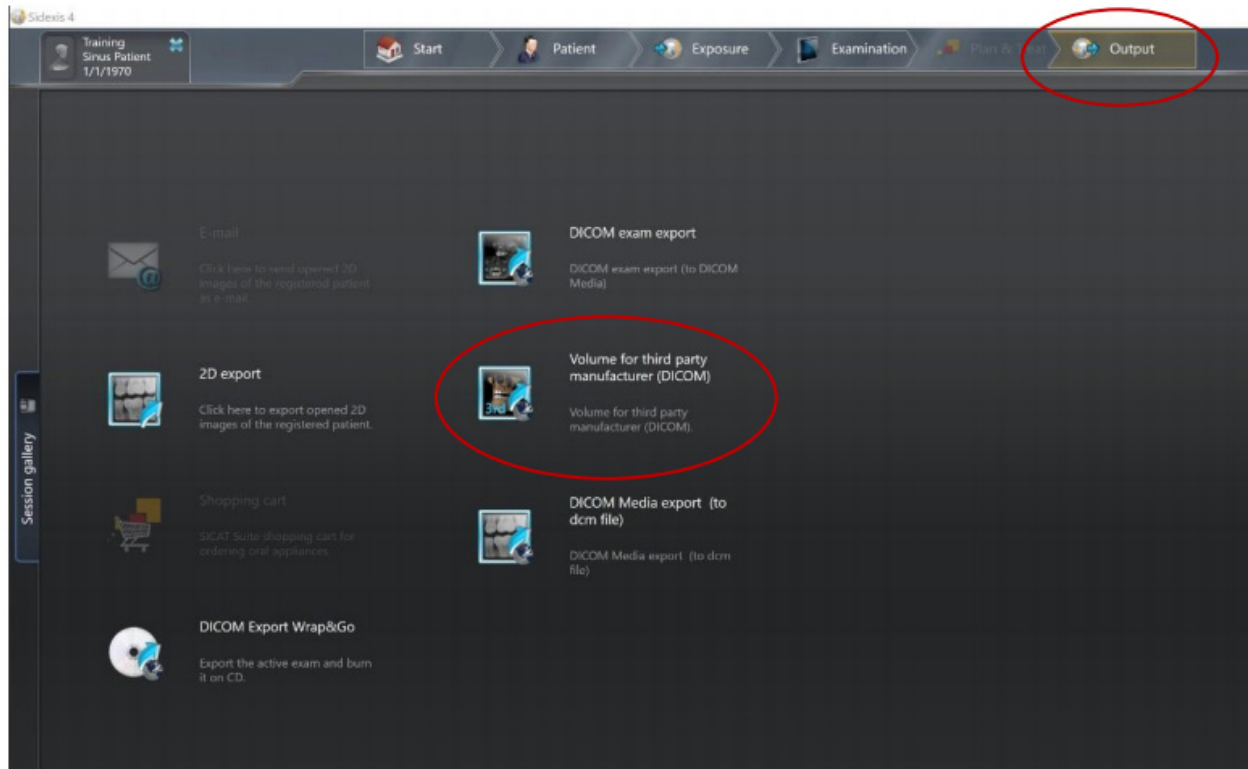 Sidexis 4
Training
Sinus Patient
1/1/1970
Start
Patient
Exposure
Examination
Plan & Treat
Output
E-mail
Click here to send opened 2D
images of the registered patient
as e-mail.
DICOM exam export
DICOM exam export (to DICOM
Media)
2D export
Click here to export opened 2D
images of the registered patient.
Volume for third party
manufacturer (DICOM)
3rd
Volume for third party
manufacturer (DICOM).
Session gallery
Shopping cart
SICAT Suite shopping cart for
ordering oral appliances
DICOM Media export (to
dcm file)
DICOM Media export (to dcm
file)
DICOM Export Wrap&Go
Export the active exam and burn
it on CD.